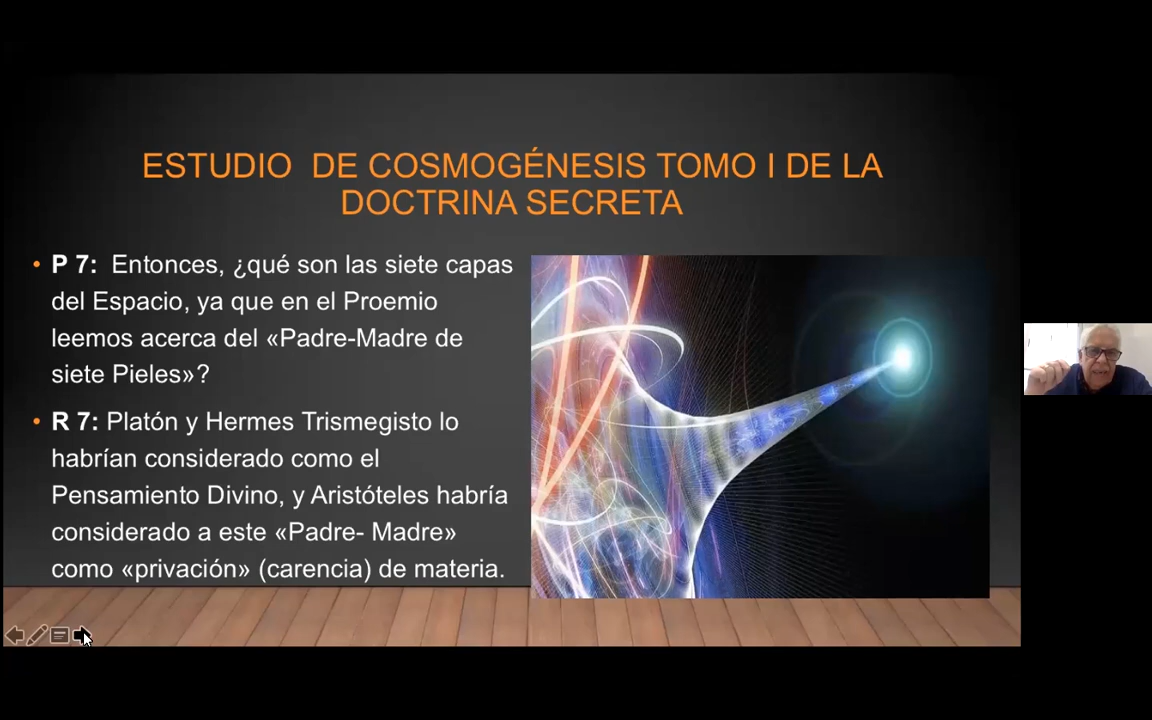 ESTUDIO DE COSMOGÉNESIS TOMO I DE LA
DOCTRINA SECRETA
• P 7: Entonces, ¿qué son las siete capas
del Espacio, ya que en el Proemio
leemos acerca del «Padre-Madre de
siete Pieles»?
• R 7: Platón y Hermes Trismegisto lo
habrían considerado como el
Pensamiento Divino, y Aristóteles habría
considerado a este «Padre- Madre»
como «privación» (carencia) de materia.